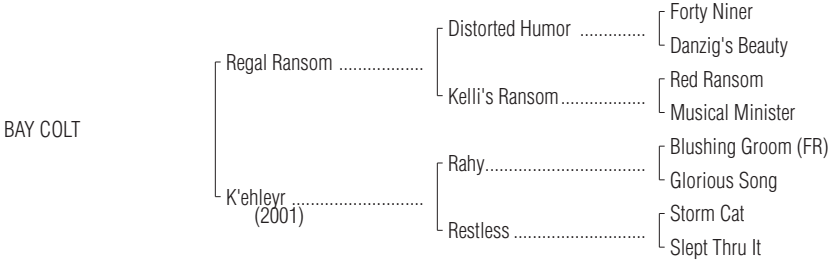 Forty Niner
Distorted Humor ..............
Danzig's Beauty
Regal Ransom ..................
Red Ransom
Kelli's Ransom..................
Musical Minister
BAY COLT
Blushing Groom (FR)
Rahy..................................
Glorious Song
K'ehleyr ............................
(2001)
Storm Cat
Restless ............................
Slept Thru It